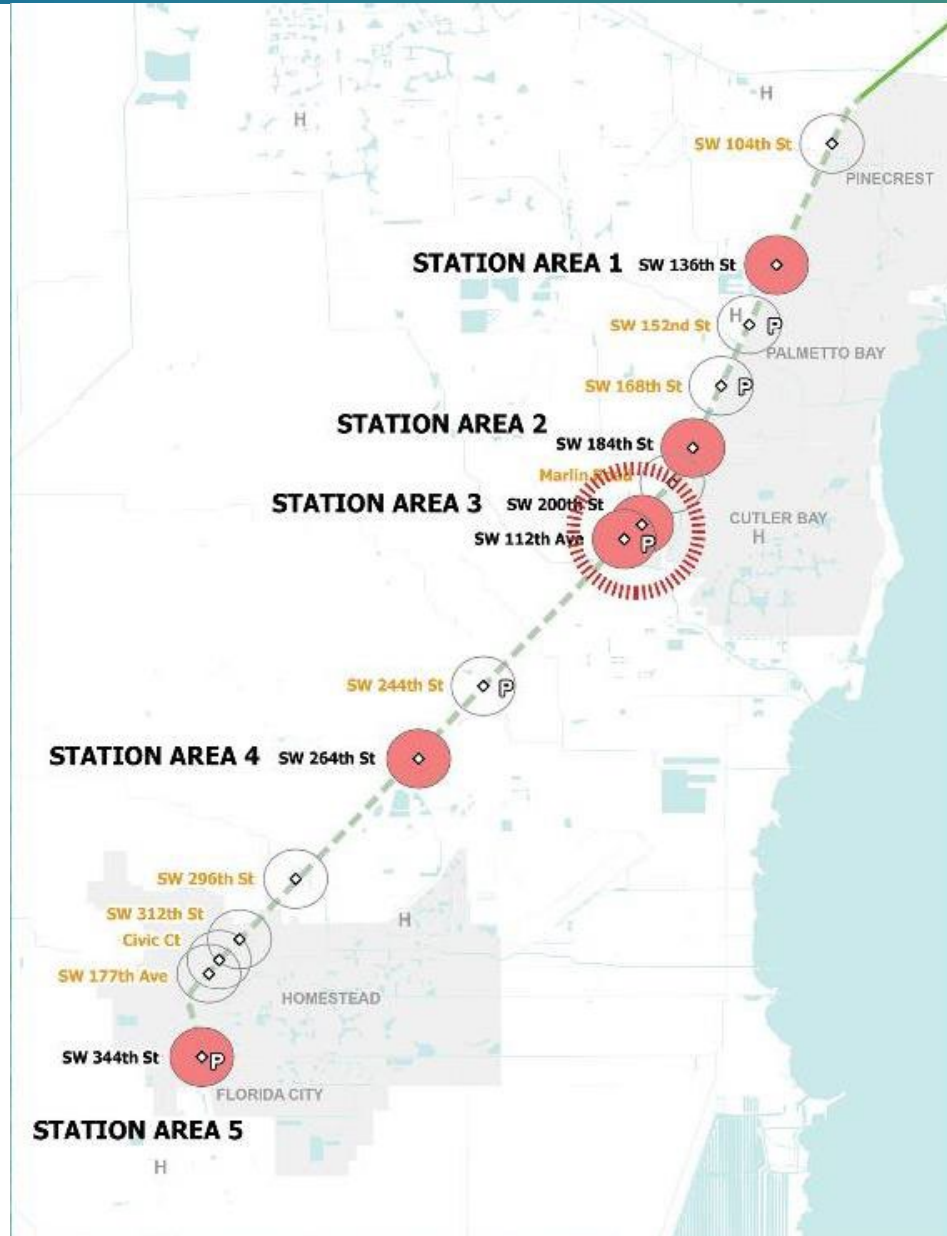 H
H
SW 104th St
PINECREST
STATION AREA 1 SW 136th St
H
SW 152nd St
P
PALMETTO BAY
SW 168th St
P
STATION AREA 2
SW 184th St
Marlin
STATION AREA 3
SW 200th St
CUTLER BAY
H
SW 112th Ave
P
SW 244th St
P
STATION AREA 4 SW 264th St
SW 296th St
SW 312th St
H
Civic Ct
SW 177th Ave
HOMESTEAD
SW 344th St
P
FLORIDA CITY
STATION AREA 5
H